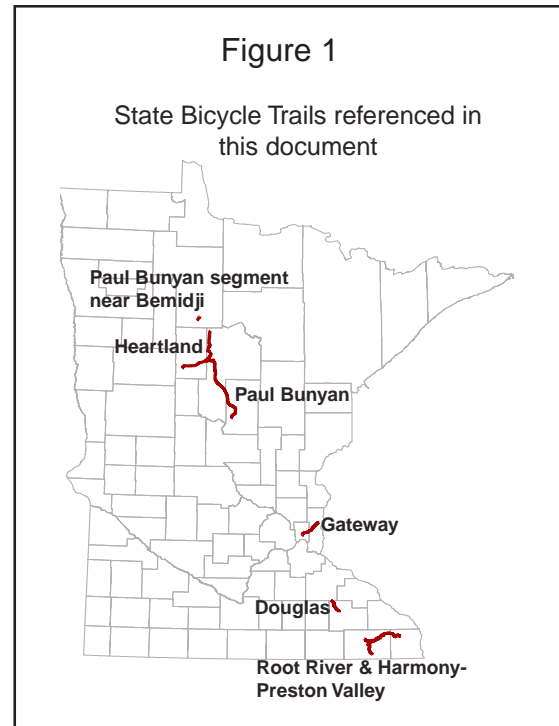 Figure 1
State Bicycle Trails referenced in
this document
Paul Bunyan segment
near Bemidji
Heartland
Paul Bunyan
Gateway
Douglas
Root River & Harmony-
Preston Valley